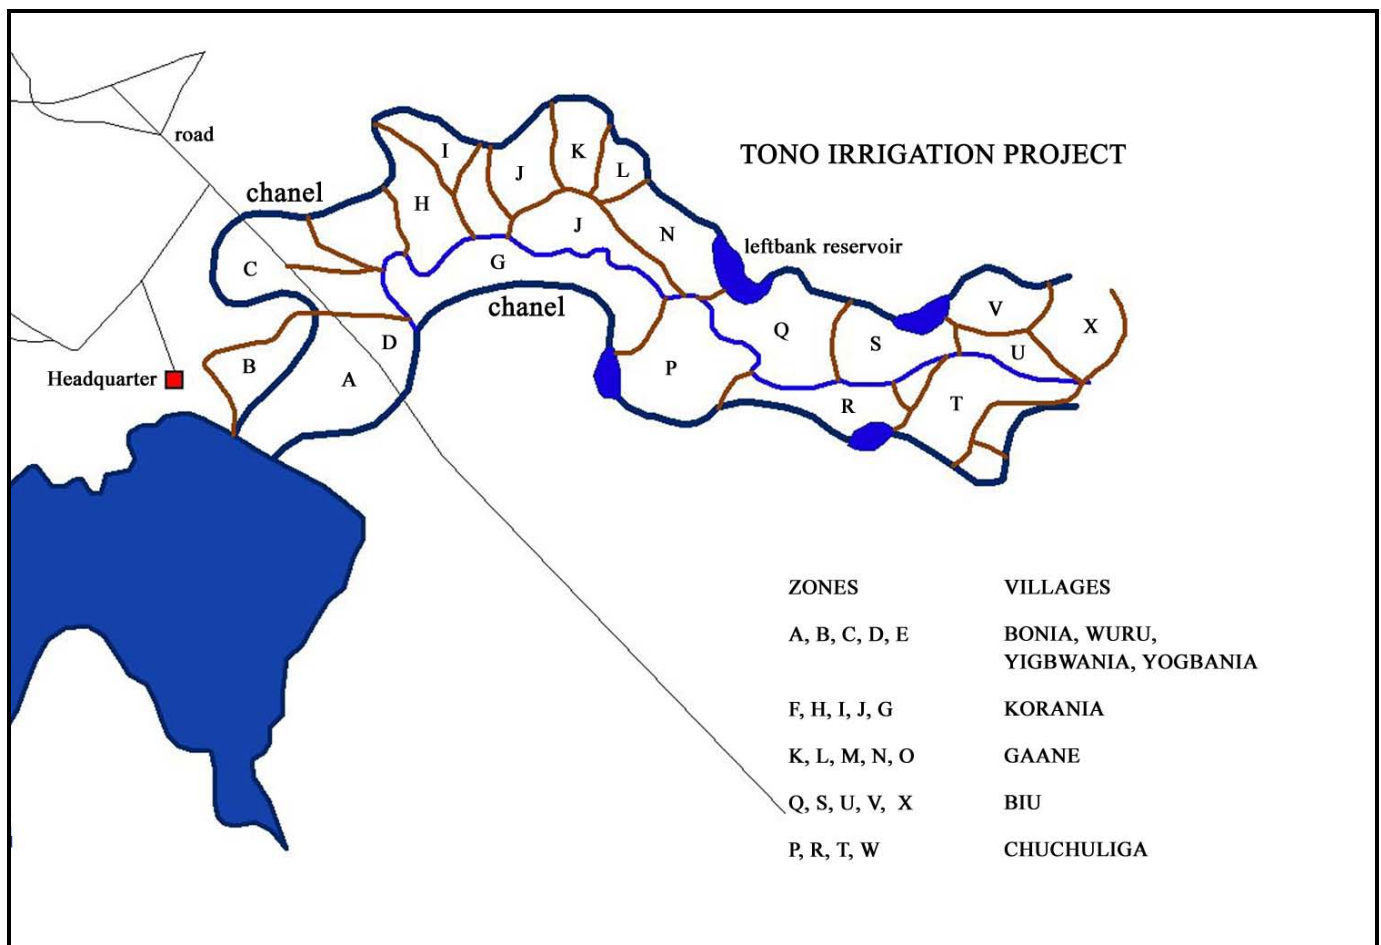 TONO IRRIGATION PROJECT
road
chanel
I
J
K
L
H
J
N
leftbank reservoir
C
G
chanel
V
X
Q
S
U
D
B
A
P
Headquarter
R
T
ZONES VILLAGES
A, B, C, D, E BONIA, WURU,
YIGBWANIA, YOGBANIA
F, H, I, J, G KORANIA
K, L, M, N, O GAANE
Q, S, U, V, X BIU
P, R, T, W CHUCHULIGA